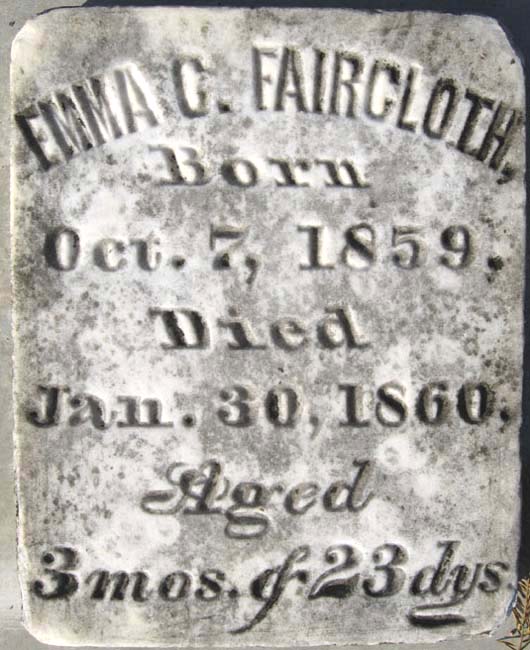 EMMA C. FAIRCLOTH,
Born
Oct. 7, 1859.
Died
Jan. 30, 1860.
Aged
3 mos. & 23 dys.